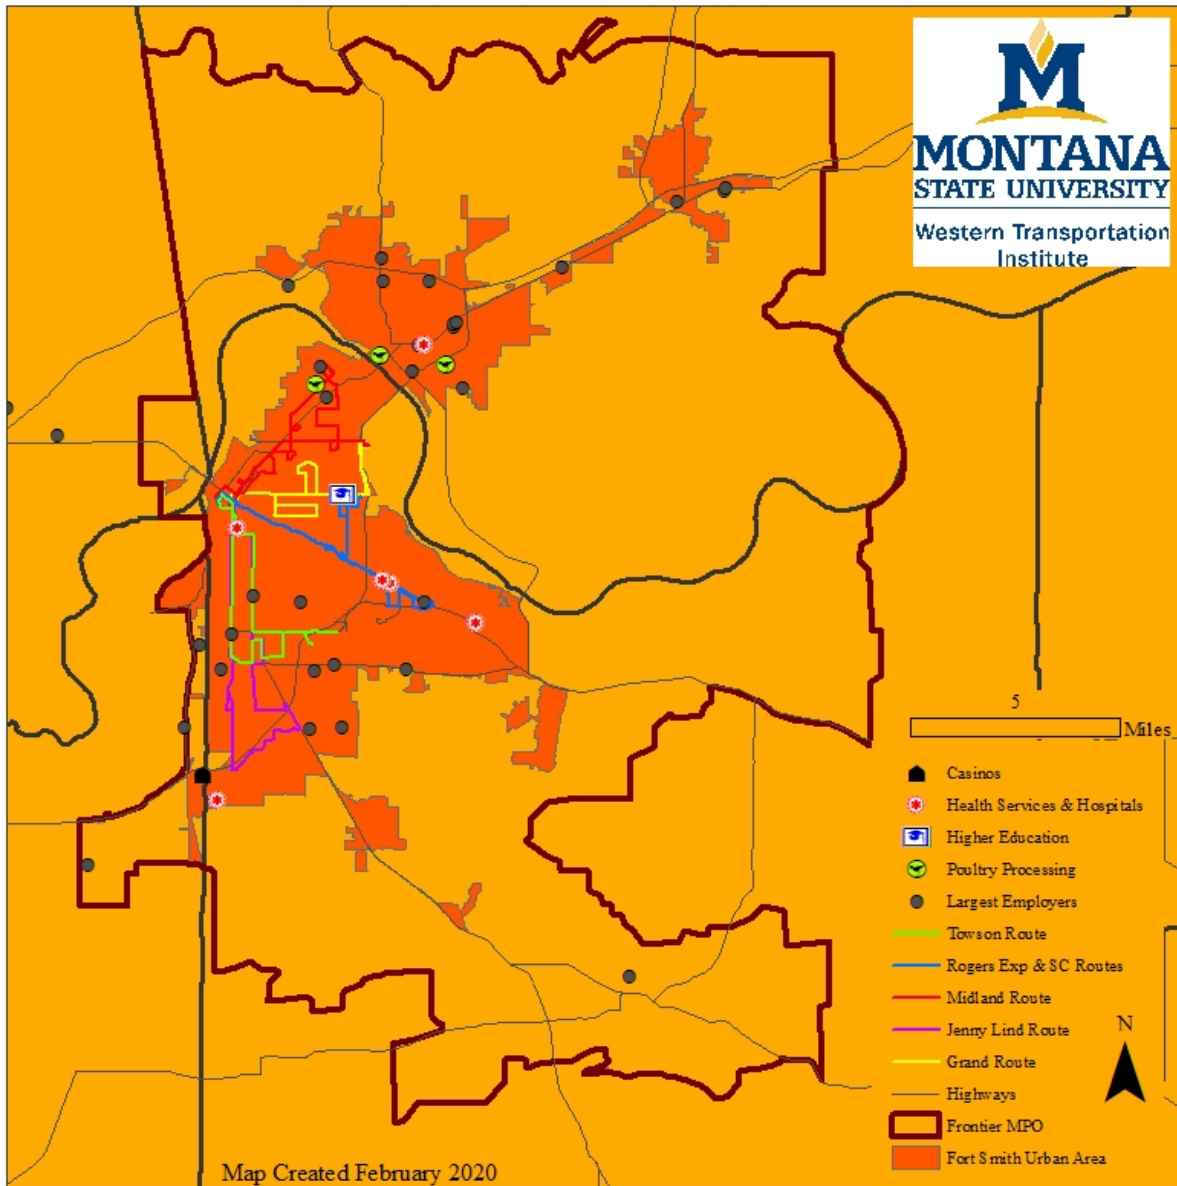 M
MONTANA
STATE UNIVERSITY
Western Transportation
Institute
5
Miles
Casinos
Health Services & Hospitals
Higher Education
Poultry Processing
Largest Employers
Towson Route
Rogers Exp & SC Routes
Midland Route
Jenny Lind Route
N
Grand Route
Highways
Frontier MPO
Fort Smith Urban Area
Map Created February 2020